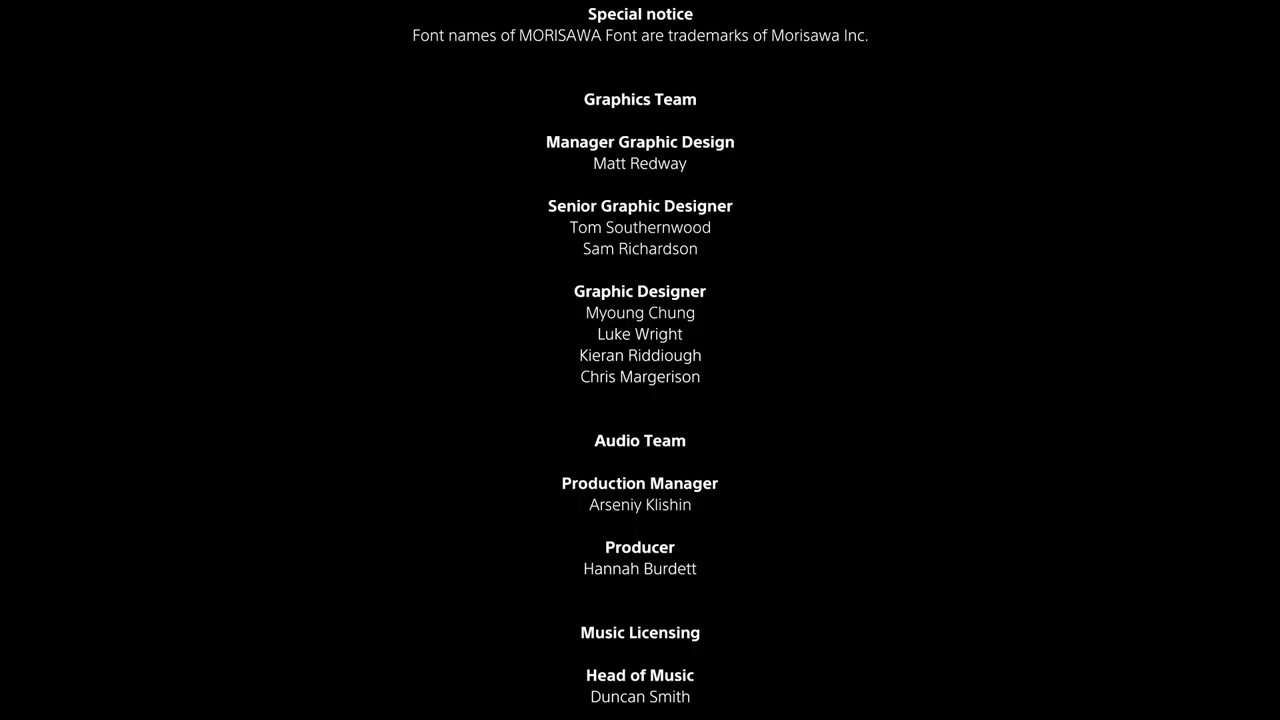 Special notice
Font names of MORISAWA Font are trademarks of Morisawa Inc.
Graphics Team
Manager Graphic Design
Matt Redway
Senior Graphic Designer
Tom Southernwood
Sam Richardson
Graphic Designer
Myoung Chung
Luke Wright
Kieran Riddiough
Chris Margerison
Audio Team
Production Manager
Arseniy Klishin
Producer
Hannah Burdett
Music Licensing
Head of Music
Duncan Smith